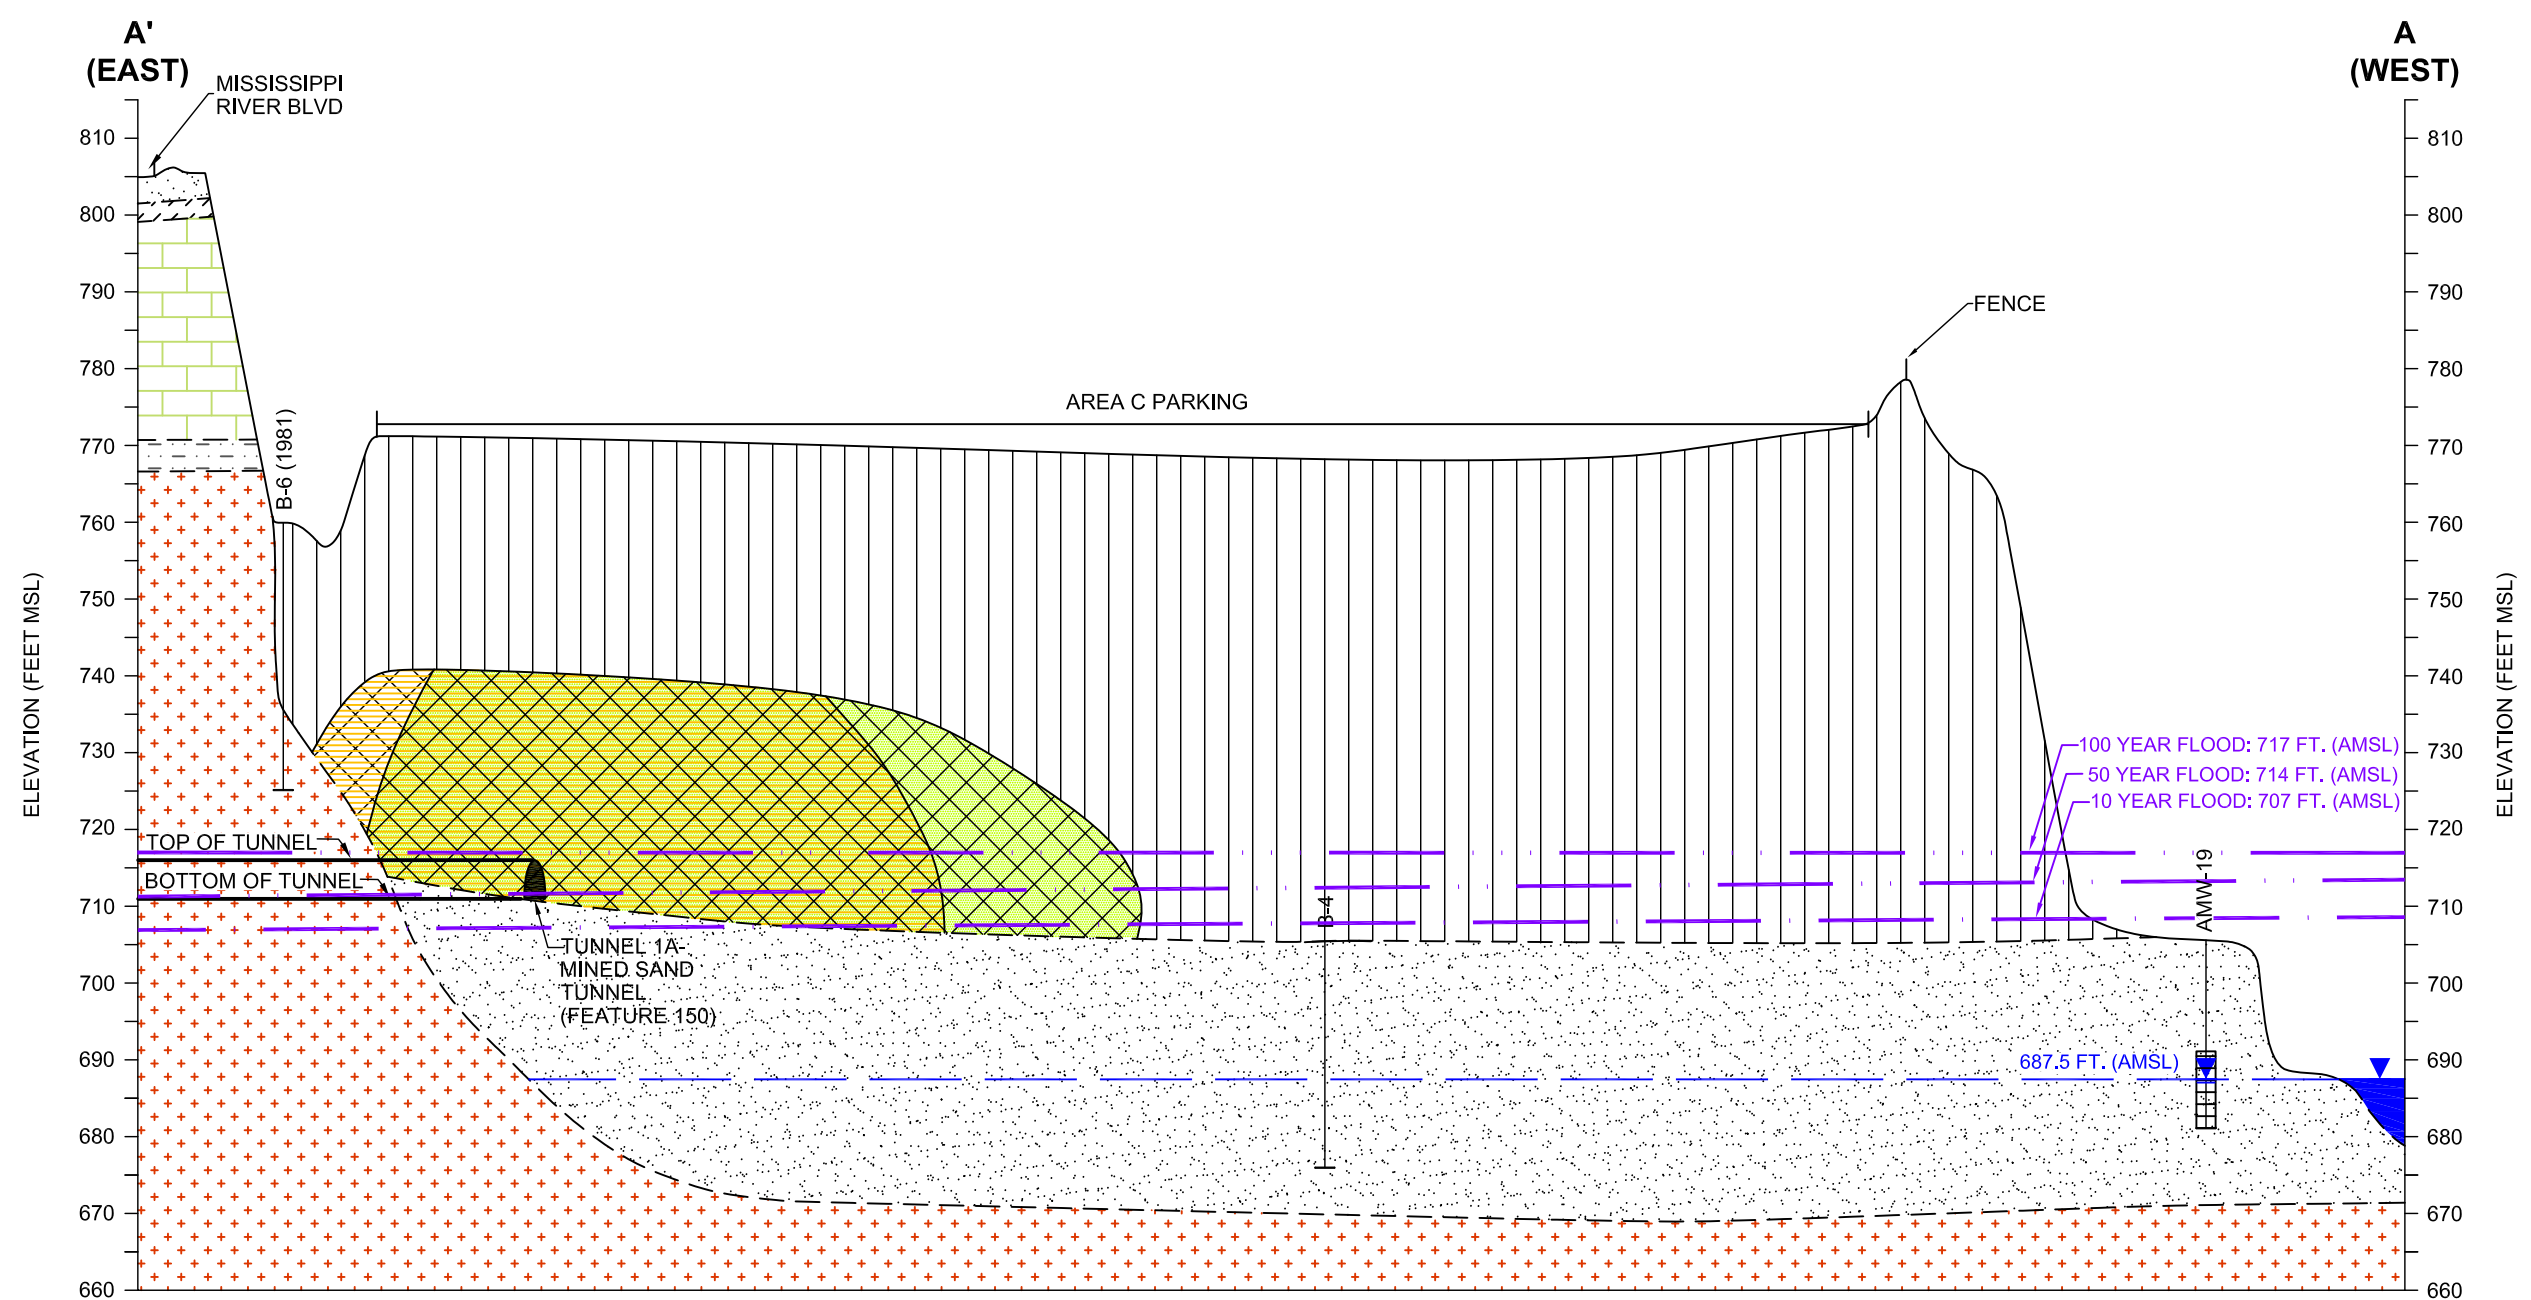 A'
(EAST)
A
(WEST)
MISSISSIPPI
RIVER BLVD
810
800
790
780
770
760
750
740
730
720
710
700
690
680
670
660
ELEVATION (FEET MSL)
B-6 (1981)
AREA C PARKING
FENCE
100 YEAR FLOOD: 717 FT. (AMSL)
50 YEAR FLOOD: 714 FT. (AMSL)
10 YEAR FLOOD: 707 FT. (AMSL)
TOP OF TUNNEL
BOTTOM OF TUNNEL
TUNNEL 1A-
MINED SAND
TUNNEL
(FEATURE 150)
B-4
AMW-19
687.5 FT. (AMSL)
810
800
790
780
770
760
750
740
730
720
710
700
690
680
670
660
ELEVATION (FEET MSL)